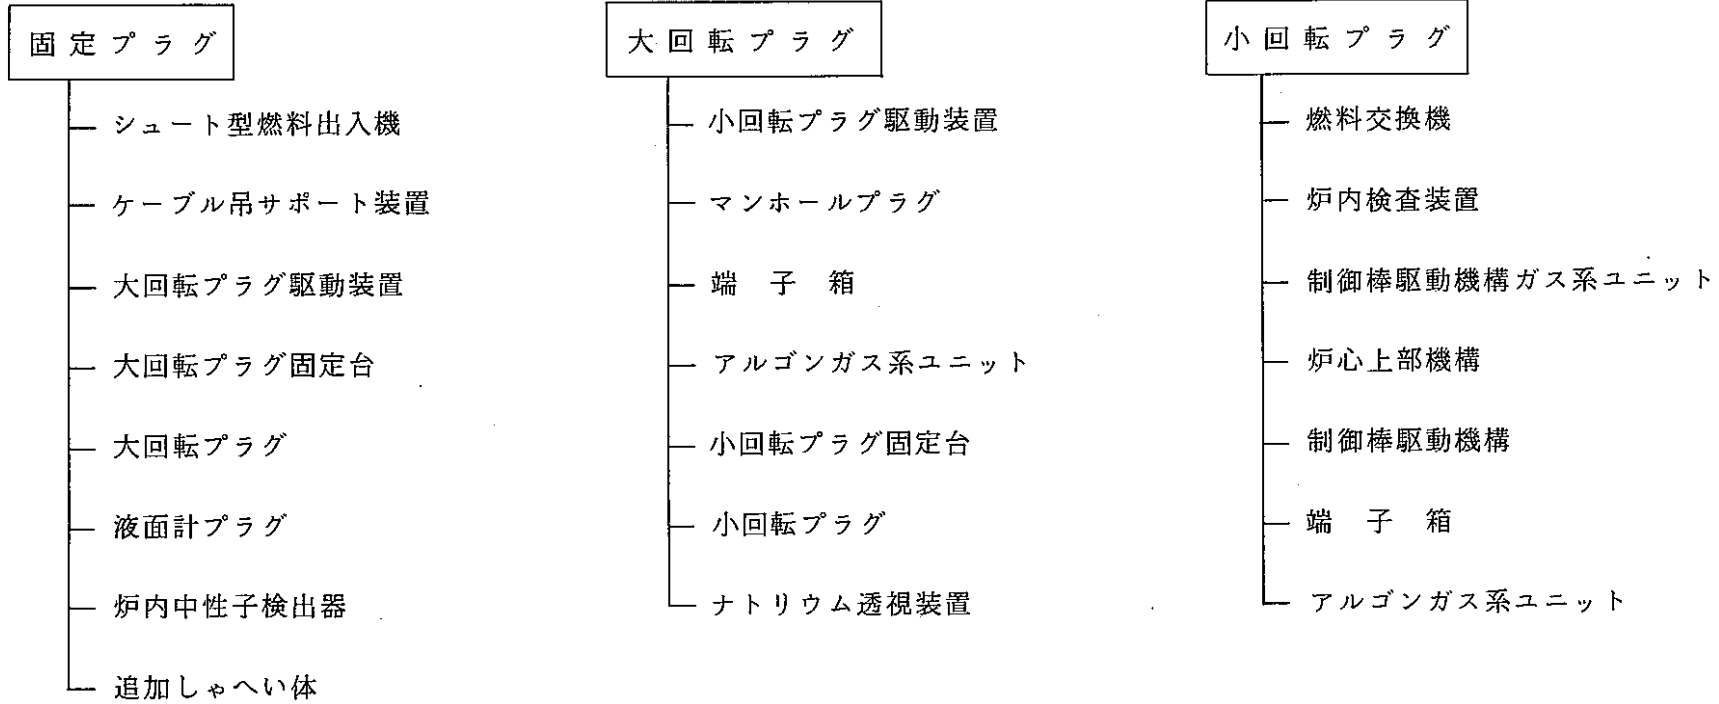 固定プラグ
シュート型燃料出入機
ケーブル吊サポート装置
大回転プラグ駆動装置
大回転プラグ固定台
大回転プラグ
液面計プラグ
炉内中性子検出器
追加しゃへい体
大回転プラグ
小回転プラグ駆動装置
マンホールプラグ
端子箱
アルゴンガス系ユニット
小回転プラグ固定台
小回転プラグ
ナトリウム透視装置
小回転プラグ
燃料交換機
炉内検査装置
制御棒駆動機構ガス系ユニット
炉心上部機構
制御棒駆動機構
端子箱
アルゴンガス系ユニット